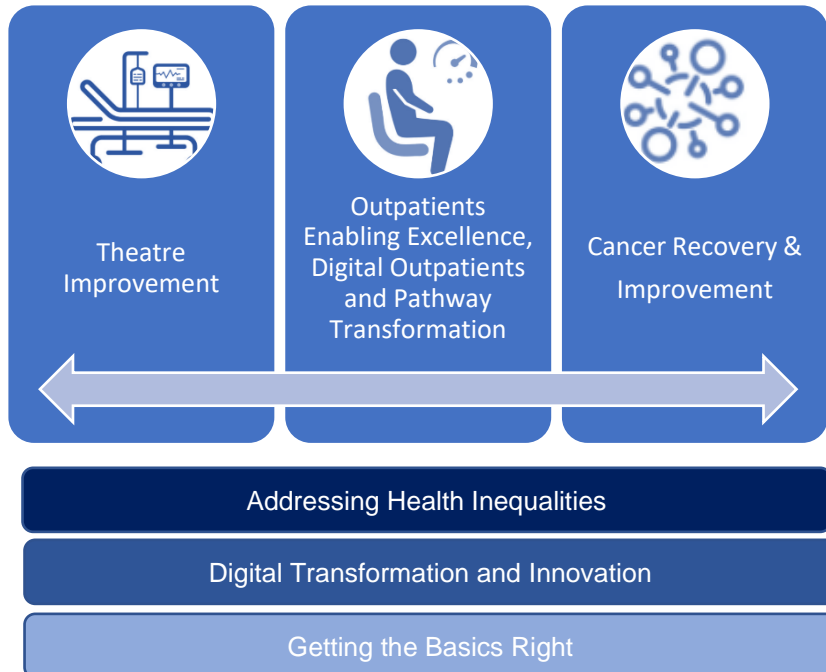 Theatre
Improvement
Outpatients
Enabling Excellence,
Digital Outpatients
and Pathway
Transformation
Cancer Recovery &
Improvement
Addressing Health Inequalities
Digital Transformation and Innovation
Getting the Basics Right